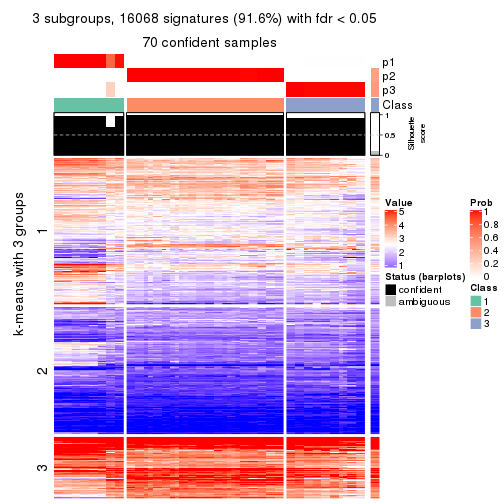 3 subgroups, 16068 signatures (91.6%) with fdr < 0.05
70 confident samples
p1
p2
p3
Class
1
0.5
0
Silhouette
score
k-means with 3 groups
1
2
3
Value
5
4
3
2
1
Status (barplots)
confident
ambiguous
Prob
1
0.8
0.6
0.4
0.2
0
Class
1
2
3